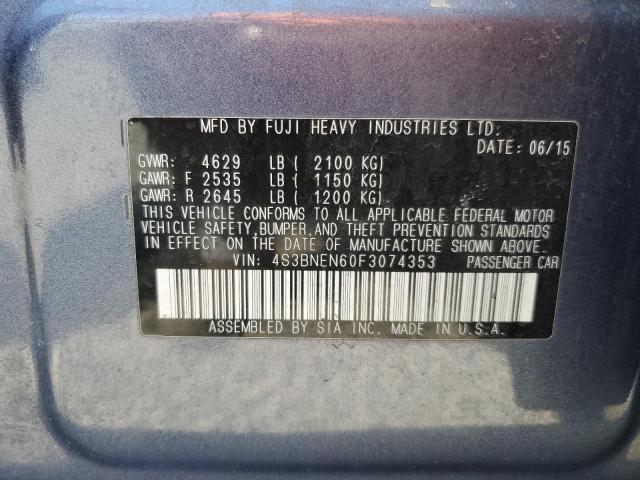 MFD BY FUJI HEAVY INDUSTRIES LTD.
DATE: 06/15
GVWR: 4629 LB ( 2100 KG)
GAWR: F 2535 LB ( 1150 KG)
GAWR: R 2645 LB ( 1200 KG)
THIS VEHICLE CONFORMS TO ALL APPLICABLE FEDERAL MOTOR
VEHICLE SAFETY, BUMPER, AND THEFT PREVENTION STANDARDS
IN EFFECT ON THE DATE OF MANUFACTURE SHOWN ABOVE.
VIN: 4S3BNEN60F3074353 PASSENGER CAR
ASSEMBLED BY SIA INC. MADE IN U.S.A.